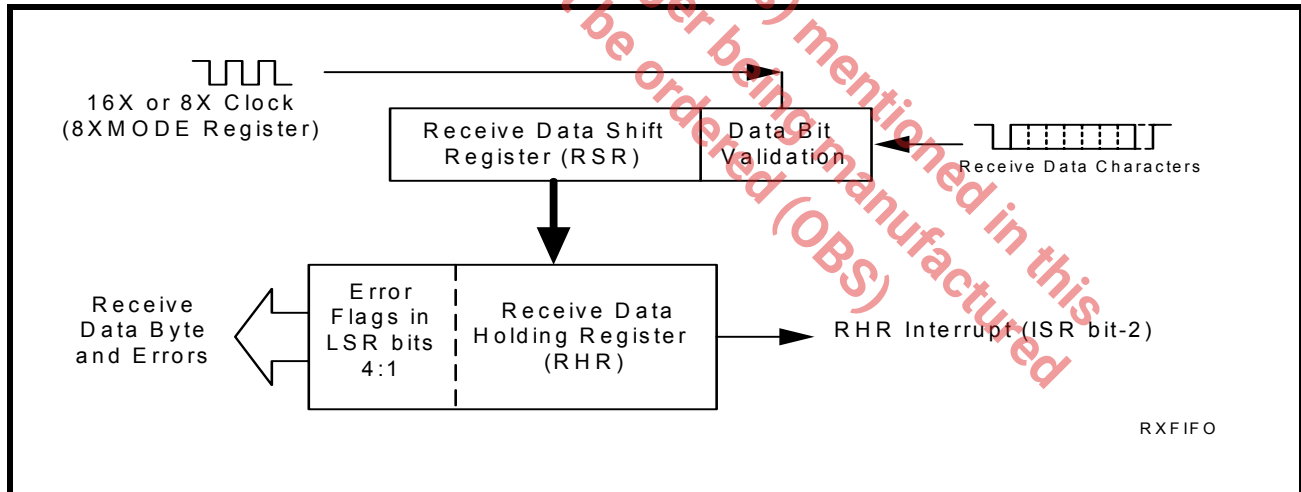 s) mentioned in this
er being manufactured
be ordered (OBS)
16X or 8X Clock
(8XMODE Register)
Receive Data Shift
Register (RSR)
Data Bit
Validation
Receive Data Characters
Receive
Data Byte
and Errors
Error
Flags in
LSR bits
4:1
Receive Data
Holding Register
(RHR)
RHR Interrupt (ISR bit-2)
RXFIFO